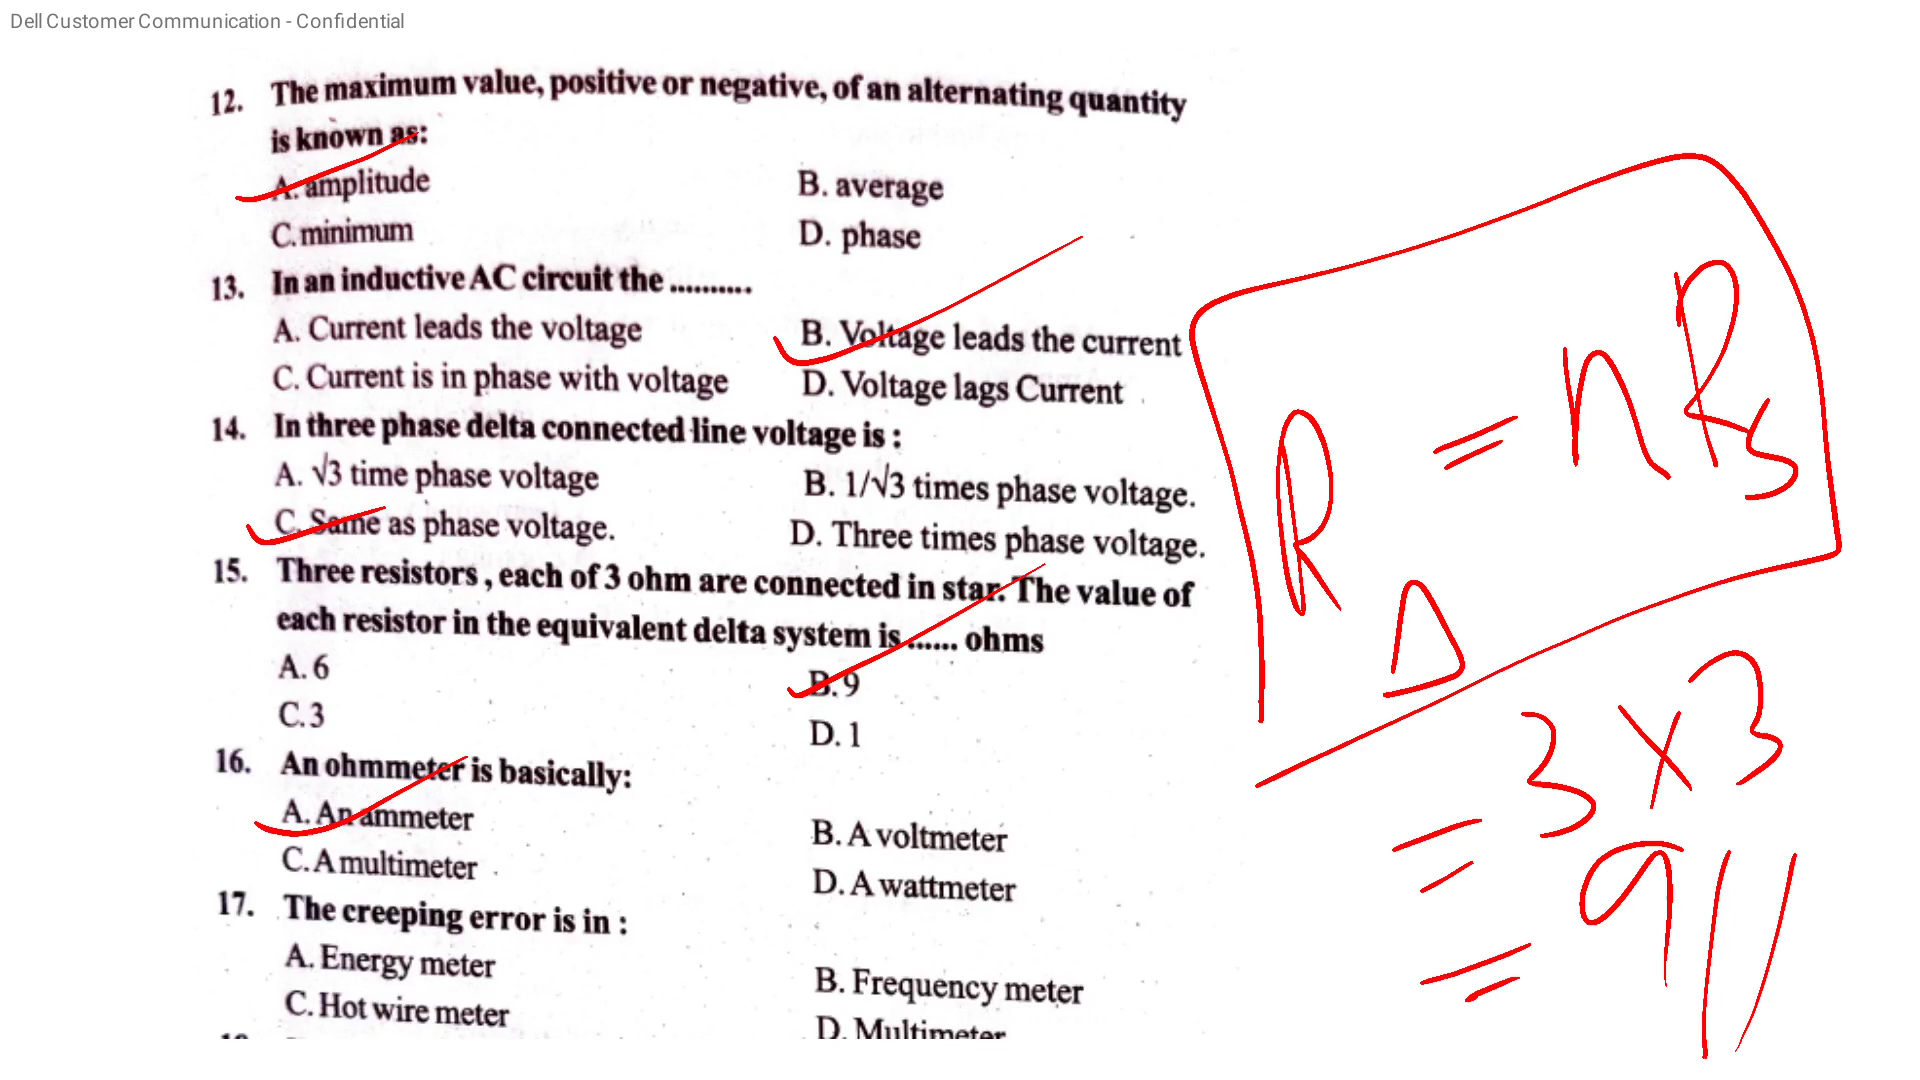 Dell Customer Communication - Confidential
12. The maximum value, positive or negative, of an alternating quantity
is known as:
A. amplitude B. average
C. minimum D. phase
13. In an inductive AC circuit the ..........
A. Current leads the voltage B. Voltage leads the current
C. Current is in phase with voltage D. Voltage lags Current
14. In three phase delta connected line voltage is :
A. √3 time phase voltage B. 1/√3 times phase voltage.
C. Same as phase voltage. D. Three times phase voltage.
15. Three resistors , each of 3 ohm are connected in star. The value of
each resistor in the equivalent delta system is ...... ohms
A. 6 B. 9
C. 3 D. 1
16. An ohmmeter is basically:
A. An ammeter B. A voltmeter
C. A multimeter D. A wattmeter
17. The creeping error is in :
A. Energy meter B. Frequency meter
C. Hot wire meter D. Multimeter
R Δ = n R s
= 3 × 3
= 9 //